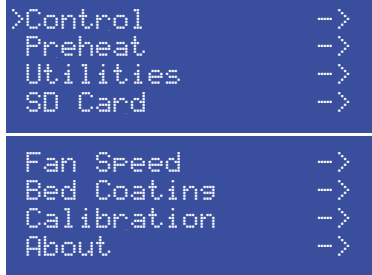 >Control ->
Preheat ->
Utilities ->
SD Card ->
Fan Speed ->
Bed Coating ->
Calibration ->
About ->